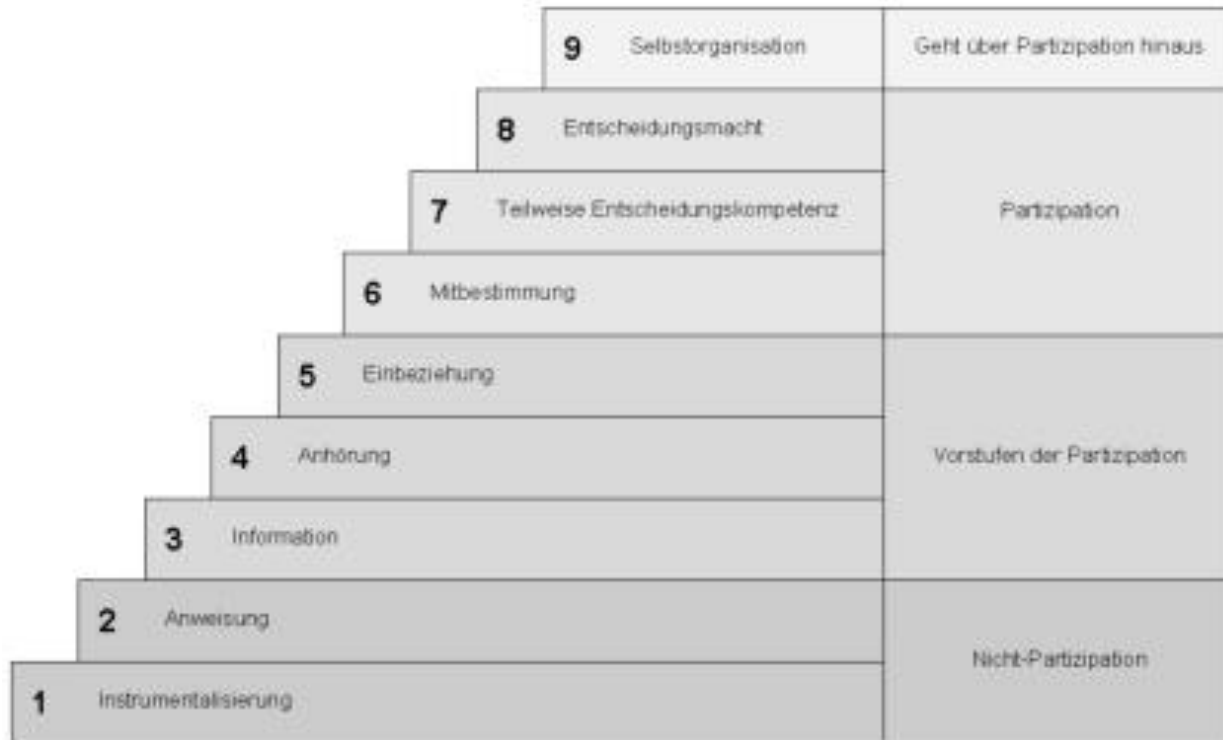 9 Selbstorganisation Geht über Partizipation hinaus
8 Entscheidungsmacht
7 Teilweise Entscheidungskompetenz Partizipation
6 Mitbestimmung
5 Einbeziehung
4 Anhörung Vorstufen der Partizipation
3 Information
2 Anweisung
Nicht-Partizipation
1 Instrumentalisierung